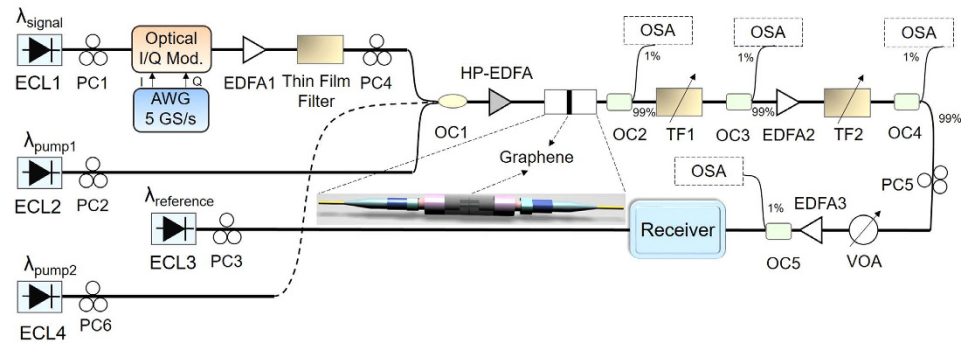 λsignal
ECL1
PC1
Optical
I/Q Mod.
I
Q
AWG
5 GS/s
EDFA1
Thin Film
Filter
PC4
OC1
HP-EDFA
Graphene
OC2
OSA
1%
99%
TF1
OC3
OSA
1%
99%
EDFA2
TF2
OC4
OSA
1%
99%
PC5
λpump1
ECL2
PC2
λreference
ECL3
PC3
Receiver
OSA
1%
OC5
EDFA3
VOA
λpump2
ECL4
PC6